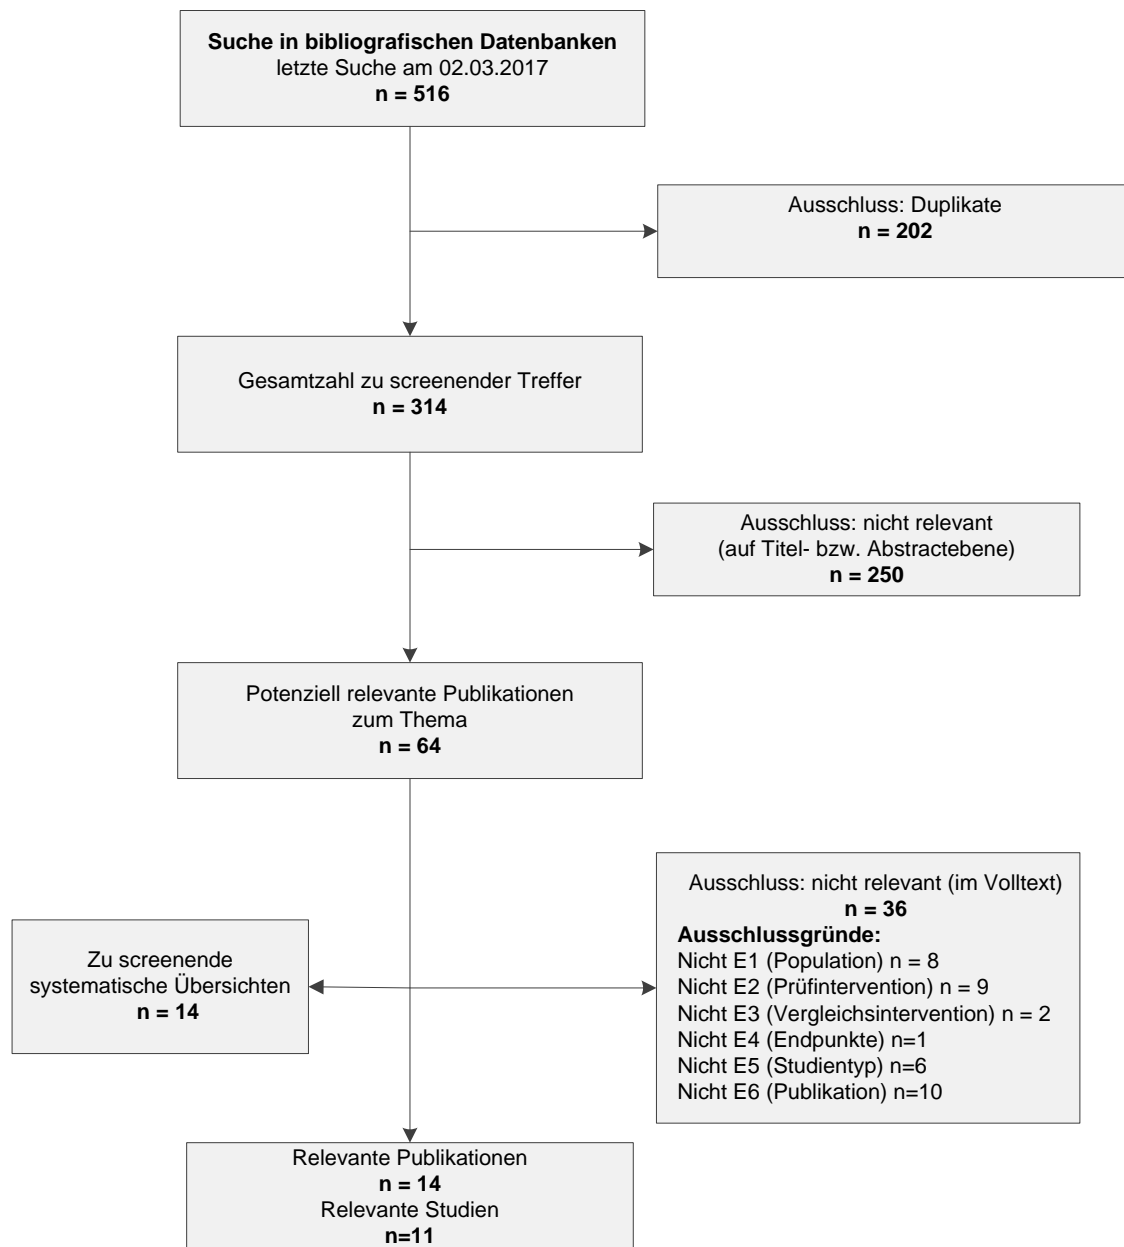 Suche in bibliografischen Datenbanken
letzte Suche am 02.03.2017
n = 516
Ausschluss: Duplikate
n = 202
Gesamtzahl zu screenender Treffer
n = 314
Ausschluss: nicht relevant
(auf Titel- bzw. Abstractebene)
n = 250
Potenziell relevante Publikationen
zum Thema
n = 64
Zu screenende
systematische Übersichten
n = 14
Ausschluss: nicht relevant (im Volltext)
n = 36
Ausschlussgründe:
Nicht E1 (Population) n = 8
Nicht E2 (Prüfintervention) n = 9
Nicht E3 (Vergleichsintervention) n = 2
Nicht E4 (Endpunkte) n=1
Nicht E5 (Studientyp) n=6
Nicht E6 (Publikation) n=10
Relevante Publikationen
n = 14
Relevante Studien
n=11